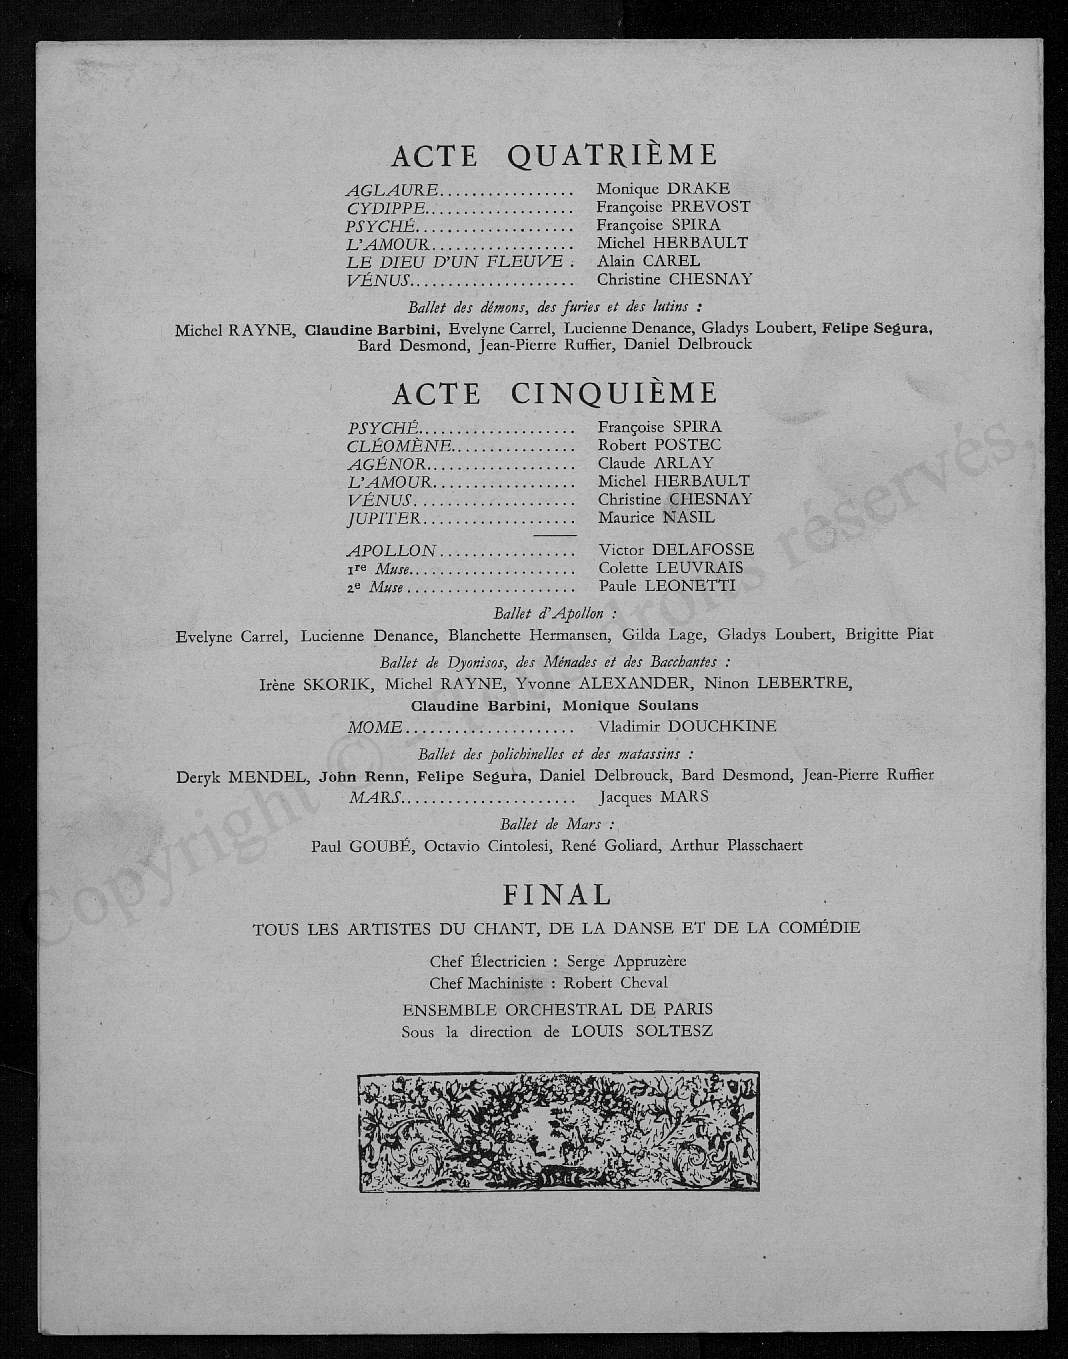 ACTE QUATRIÈME
AGLAURE................. Monique DRAKE
CYDIPPE................... Françoise PREVOST
PSYCHÉ.................... Françoise SPIRA
L'AMOUR.................. Michel HERBAULT
LE DIEU D'UN FLEUVE : Alain CAREL
VÉNUS..................... Christine CHESNAY
Ballet des démons, des furies et des lutins :
Michel RAYNE, Claudine Barbini, Evelyne Carrel, Lucienne Denance, Gladys Loubert, Felipe Segura,
Bard Desmond, Jean-Pierre Ruffier, Daniel Delbrouck
ACTE CINQUIÈME
PSYCHÉ.................... Françoise SPIRA
CLÉOMÈNE................ Robert POSTEC
AGÉNOR................... Claude ARLAY
L'AMOUR.................. Michel HERBAULT
VÉNUS..................... Christine CHESNAY
JUPITER.................... Maurice NASIL
APOLLON................. Victor DELAFOSSE
1re Muse..................... Colette LEUVRAIS
2e Muse..................... Paule LEONETTI
Ballet d'Apollon :
Evelyne Carrel, Lucienne Denance, Blanchette Hermansen, Gilda Lage, Gladys Loubert, Brigitte Piat
Ballet de Dyonisos, des Ménades et des Bacchantes :
Irène SKORIK, Michel RAYNE, Yvonne ALEXANDER, Ninon LEBERTRE,
Claudine Barbini, Monique Soulans
MOME..................... Vladimir DOUCHKINE
Ballet des polichinelles et des matassins :
Deryk MENDEL, John Renn, Felipe Segura, Daniel Delbrouck, Bard Desmond, Jean-Pierre Ruffier
MARS...................... Jacques MARS
Ballet de Mars :
Paul GOUBÉ, Octavio Cintolesi, René Goliard, Arthur Plasschaert
FINAL
TOUS LES ARTISTES DU CHANT, DE LA DANSE ET DE LA COMÉDIE
Chef Électricien : Serge Appruzère
Chef Machiniste : Robert Cheval
ENSEMBLE ORCHESTRAL DE PARIS
Sous la direction de LOUIS SOLTESZ
Copyright © - Tous droits réservés.